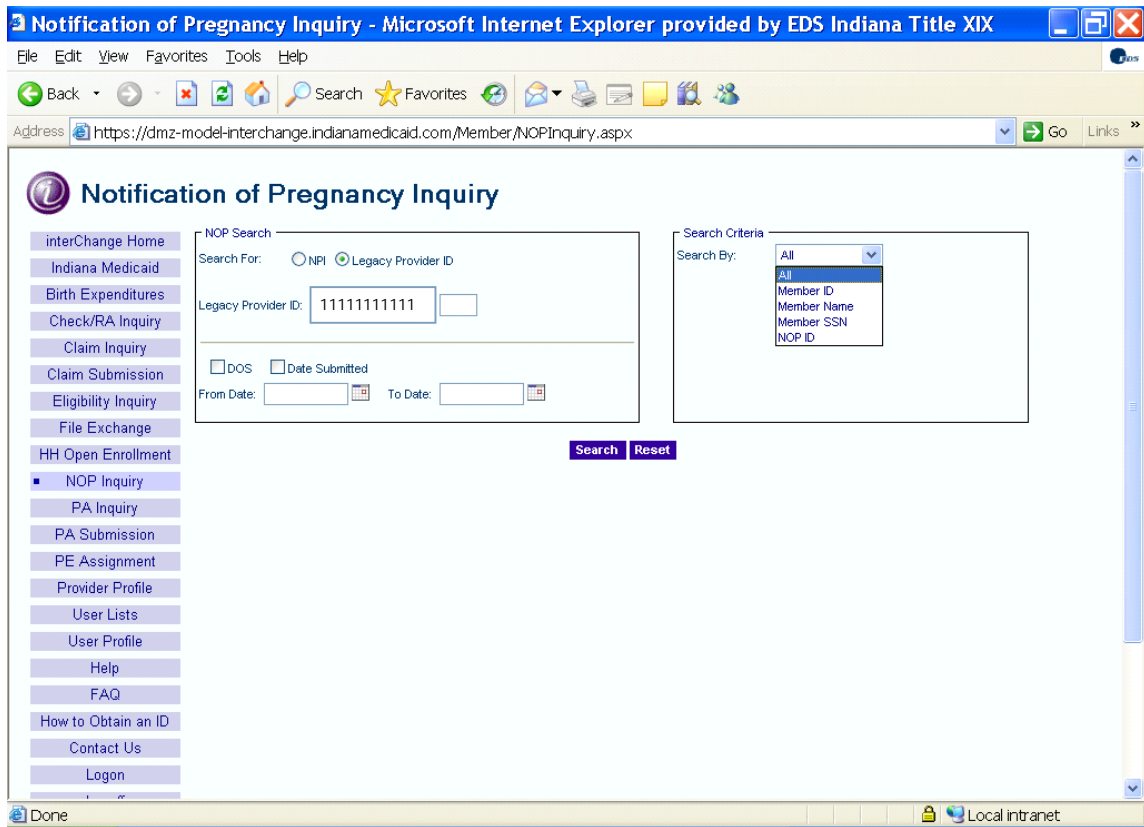 Notification of Pregnancy Inquiry - Microsoft Internet Explorer provided by EDS Indiana Title XIX
File Edit View Favorites Tools Help
EDS
Back Search Favorites
Address https://dmz-model-interchange.indianamedicaid.com/Member/NOPInquiry.aspx Go Links »
Notification of Pregnancy Inquiry
interChange Home
Indiana Medicaid
Birth Expenditures
Check/RA Inquiry
Claim Inquiry
Claim Submission
Eligibility Inquiry
File Exchange
HH Open Enrollment
NOP Inquiry
PA Inquiry
PA Submission
PE Assignment
Provider Profile
User Lists
User Profile
Help
FAQ
How to Obtain an ID
Contact Us
Logon
NOP Search
Search For: NPI Legacy Provider ID
Legacy Provider ID: 11111111111
DOS Date Submitted
From Date: To Date:
Search Criteria
Search By: All
All
Member ID
Member Name
Member SSN
NOP ID
Search Reset
Done Local intranet